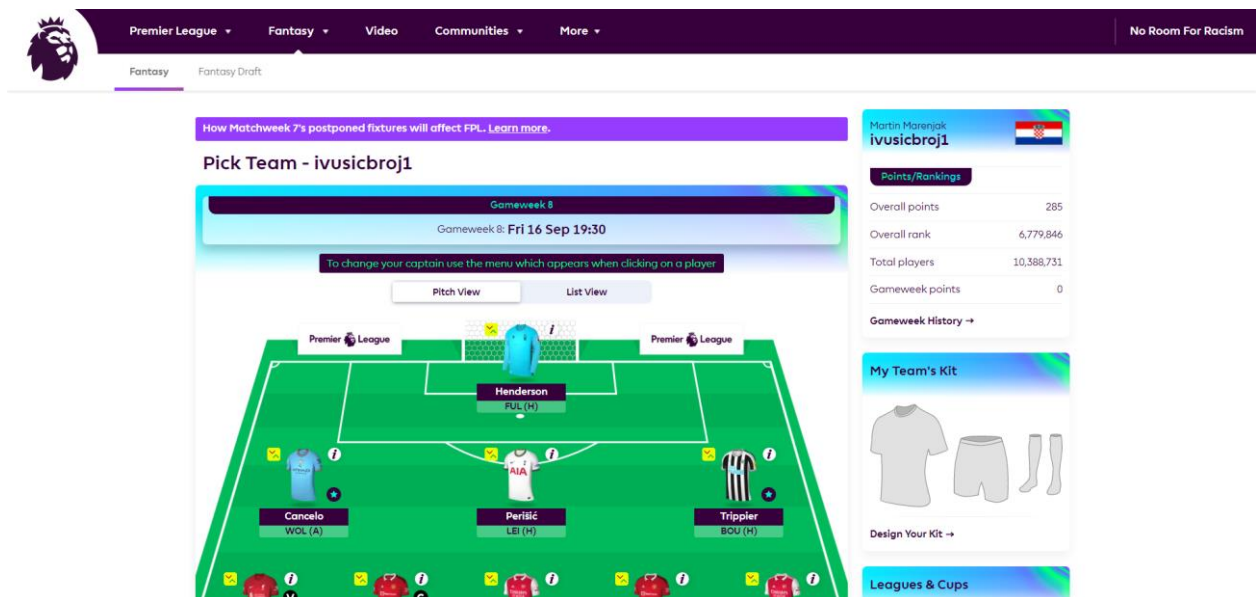 Premier League Fantasy Video Communities More No Room For Racism
Fantasy Fantasy Draft
How Matchweek 7's postponed fixtures will affect FPL. Learn more.
Pick Team - ivusicbroj1
Gameweek 8
Gameweek 8: Fri 16 Sep 19:30
To change your captain use the menu which appears when clicking on a player
Pitch View List View
Premier League Premier League
Henderson
FUL (H)
AIA
Cancelo Perišić Trippier
WOL (A) LEI (H) BOU (H)
V C
Martin Marenjak
ivusicbroj1
Points/Rankings
Overall points 285
Overall rank 6,779,846
Total players 10,388,731
Gameweek points 0
Gameweek History →
My Team's Kit
Design Your Kit →
Leagues & Cups